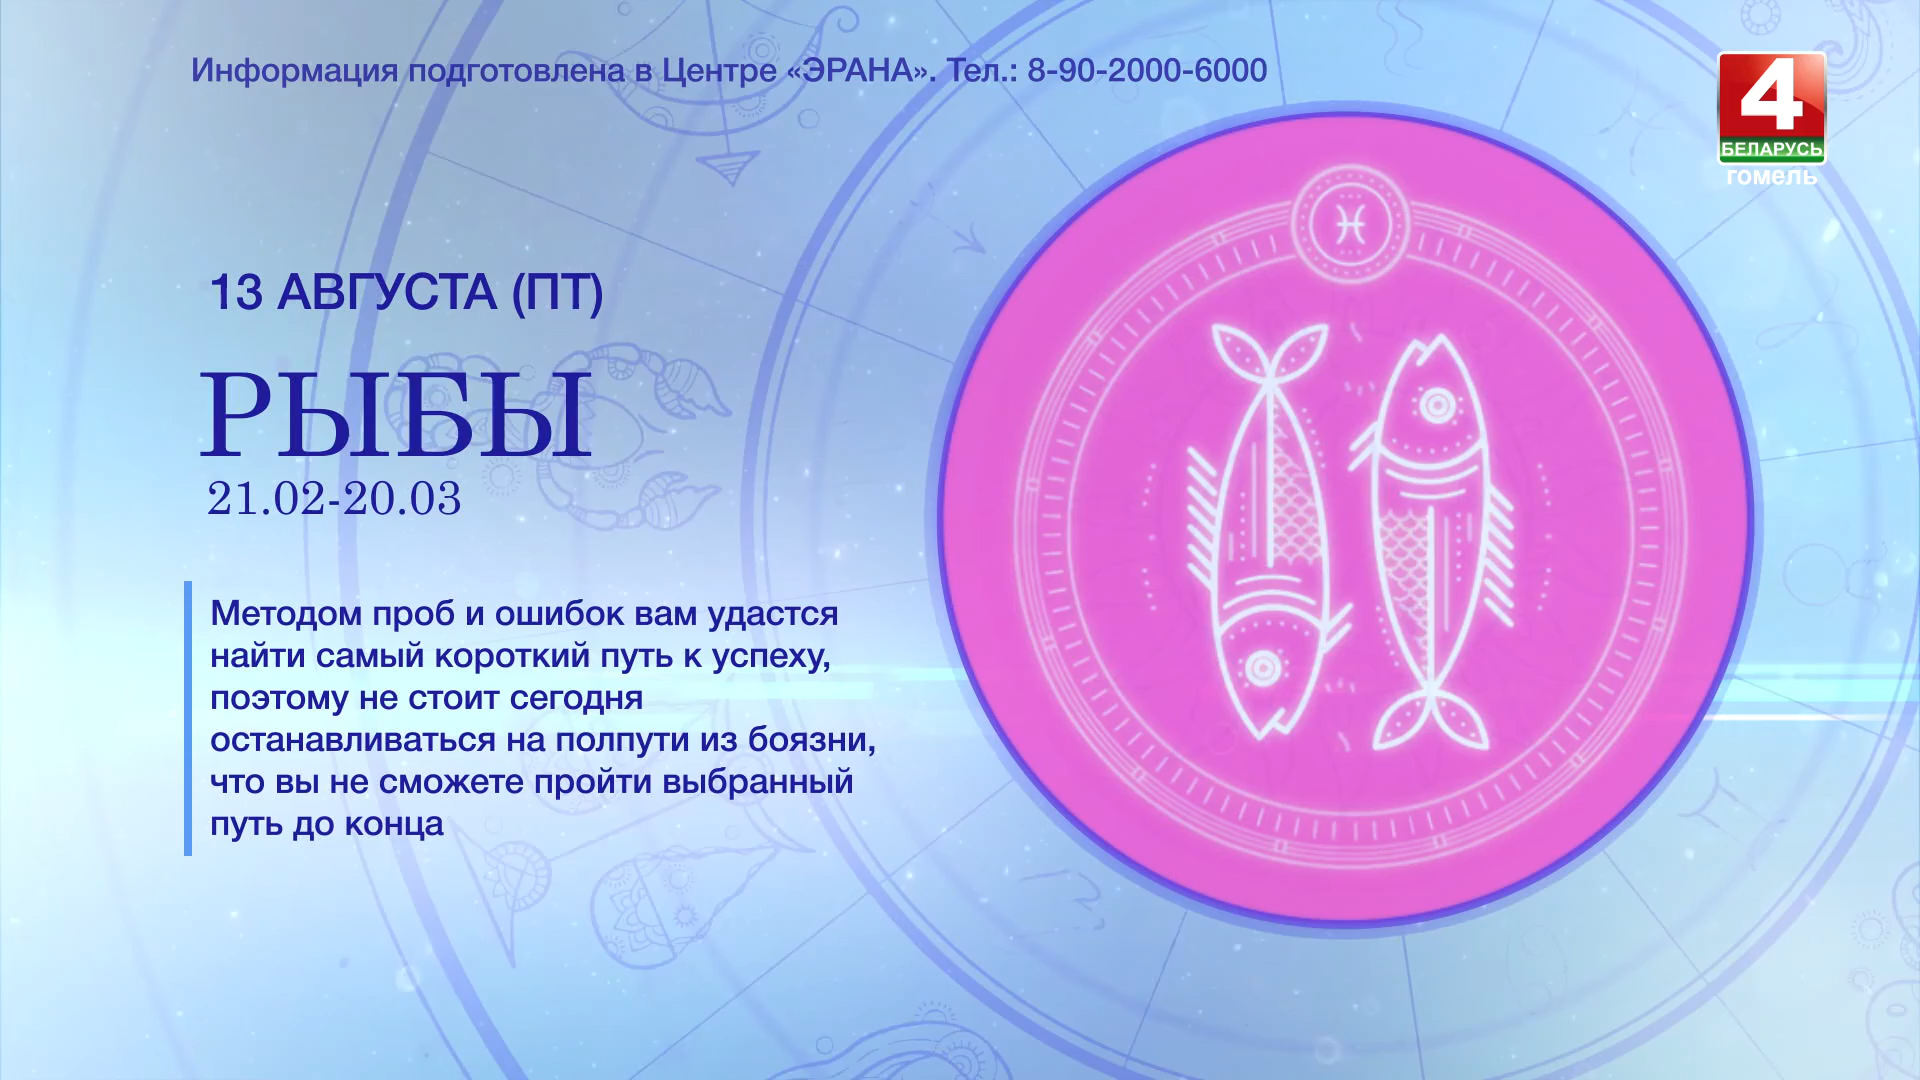 Информация подготовлена в Центре «ЭРАНА». Тел.: 8-90-2000-6000
4
БЕЛАРУСЬ
гомель
13 АВГУСТА (ПТ)
РЫБЫ
21.02-20.03
Методом проб и ошибок вам удастся
найти самый короткий путь к успеху,
поэтому не стоит сегодня
останавливаться на полпути из боязни,
что вы не сможете пройти выбранный
путь до конца